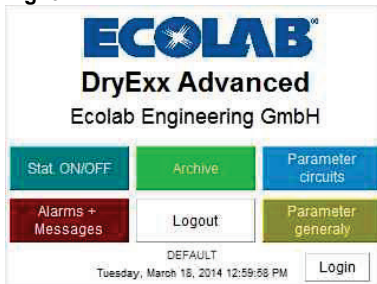 ECOLAB®
DryExx Advanced
Ecolab Engineering GmbH
Stat. ON/OFF
Archive
Parameter
circuits
Alarms +
Messages
Logout
Parameter
generaly
DEFAULT
Tuesday, March 18, 2014 12:59:58 PM
Login